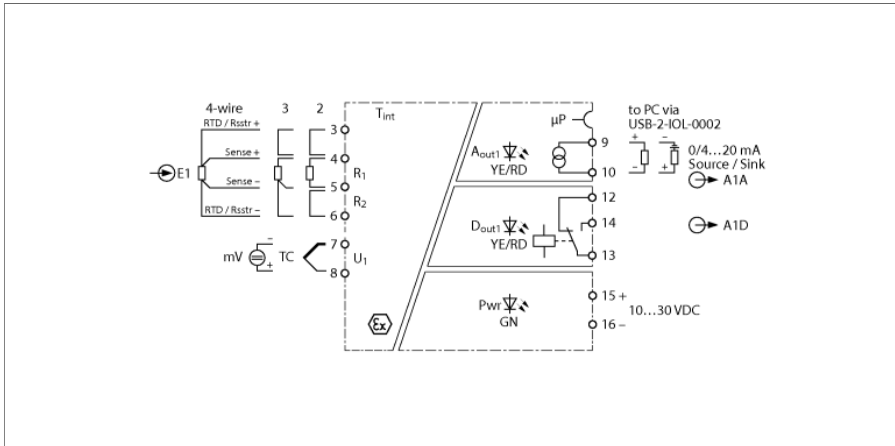 4-wire 3 2
RTD / Rsstr +
Sense +
E1
Sense –
RTD / Rsstr –
mV
–
+
TC
Tint
3
4
R1
5
R2
6
7
U1
8
Ex
µP
Aout1
YE/RD
9
10
Dout1
YE/RD
12
14
13
Pwr
GN
15 +
16 –
10…30 VDC
to PC via
USB-2-IOL-0002
+ –
– +
0/4…20 mA
Source / Sink
A1A
A1D